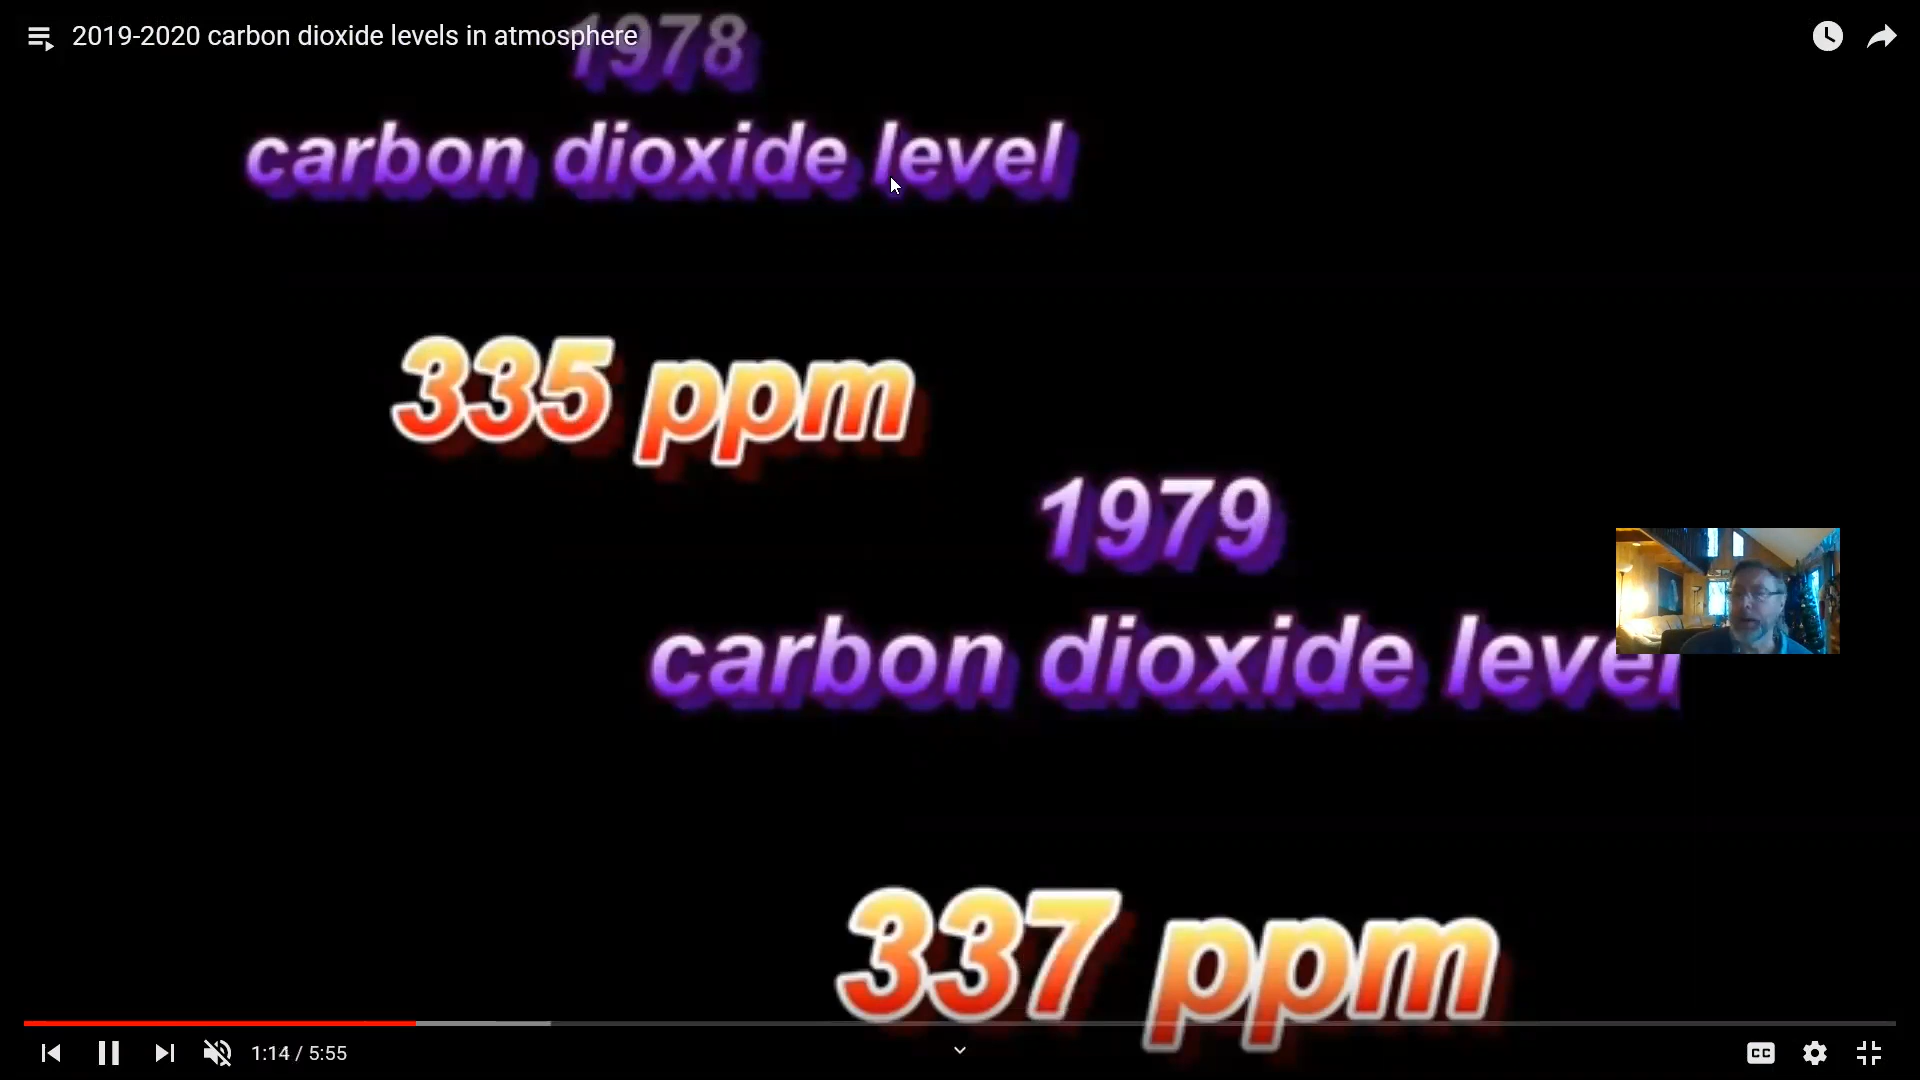 2019-2020 carbon dioxide levels in atmosphere
1978
carbon dioxide level
335 ppm
1979
carbon dioxide level
337 ppm
1:14 / 5:55
CC